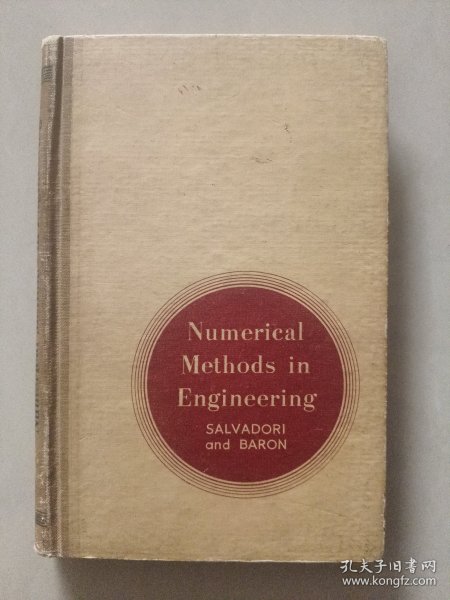 Numerical
Methods in
Engineering
SALVADORI
and BARON
孔夫子旧书网
www.kongfz.com